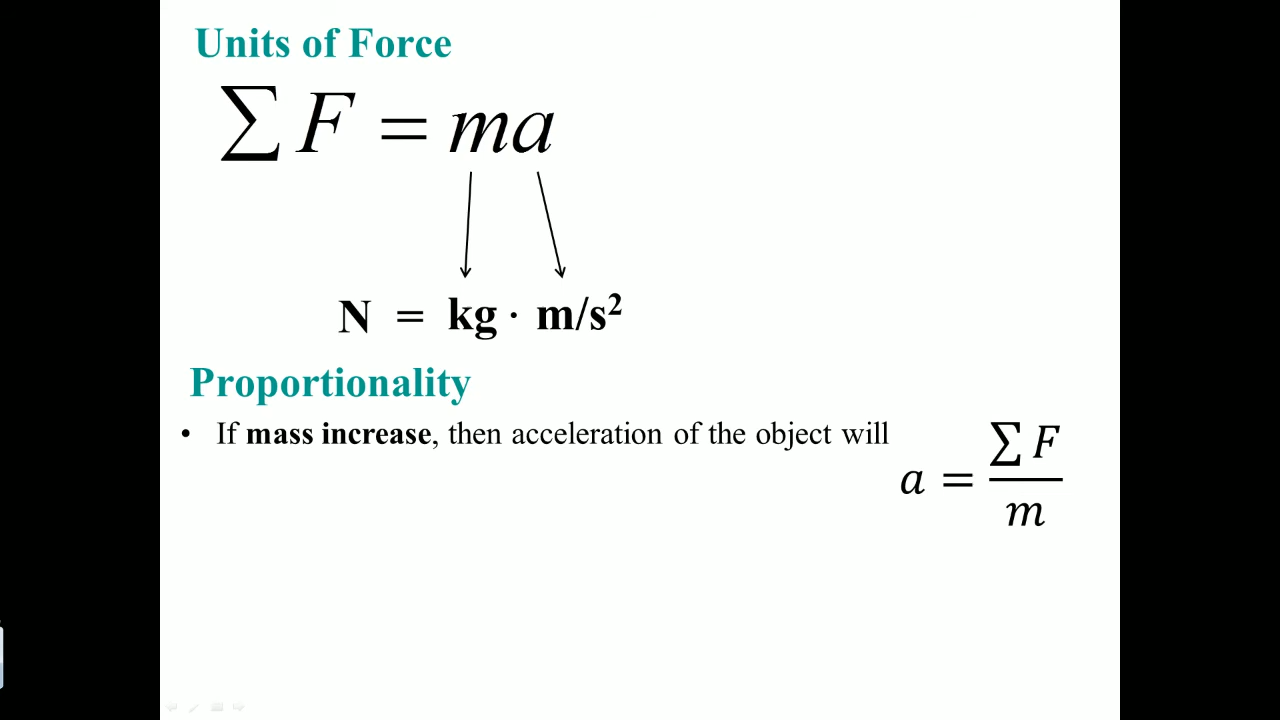 Units of Force
∑ F = ma
N = kg · m/s²
Proportionality
• If mass increase, then acceleration of the object will
a = ∑ F / m